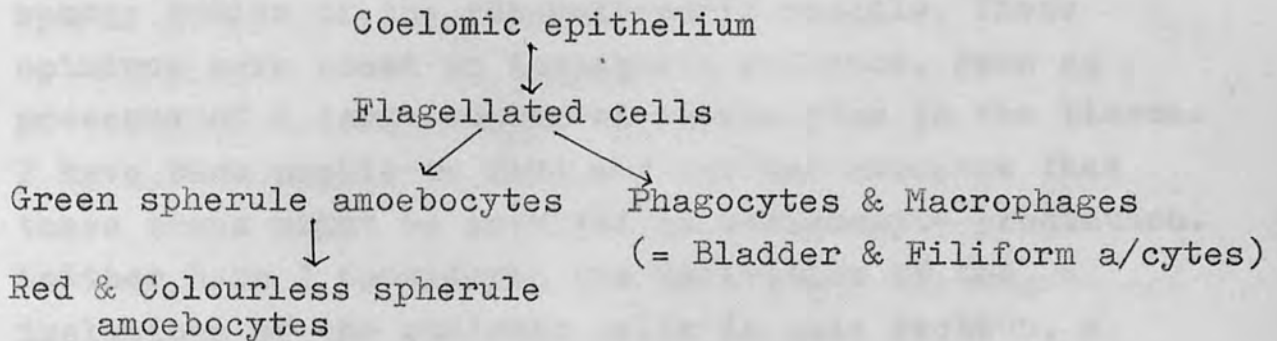 Coelomic epithelium
Flagellated cells
Green spherule amoebocytes
Phagocytes & Macrophages
(= Bladder & Filiform a/cytes)
Red & Colourless spherule
amoebocytes